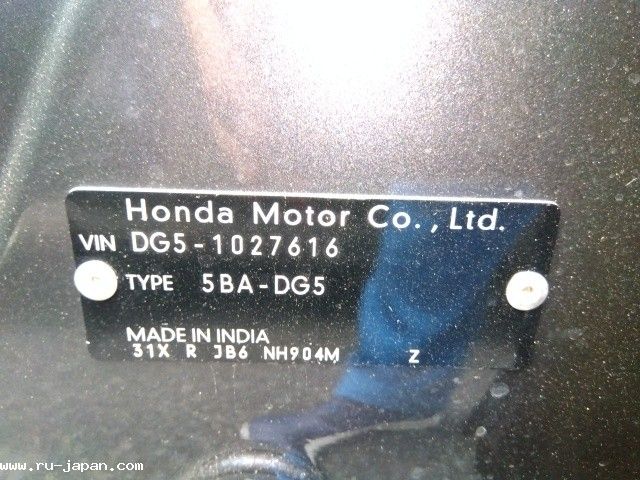 Honda Motor Co., Ltd.
VIN DG5-1027616
TYPE 5BA-DG5
MADE IN INDIA
31X R JB6 NH904M Z
www.ru-japan.com